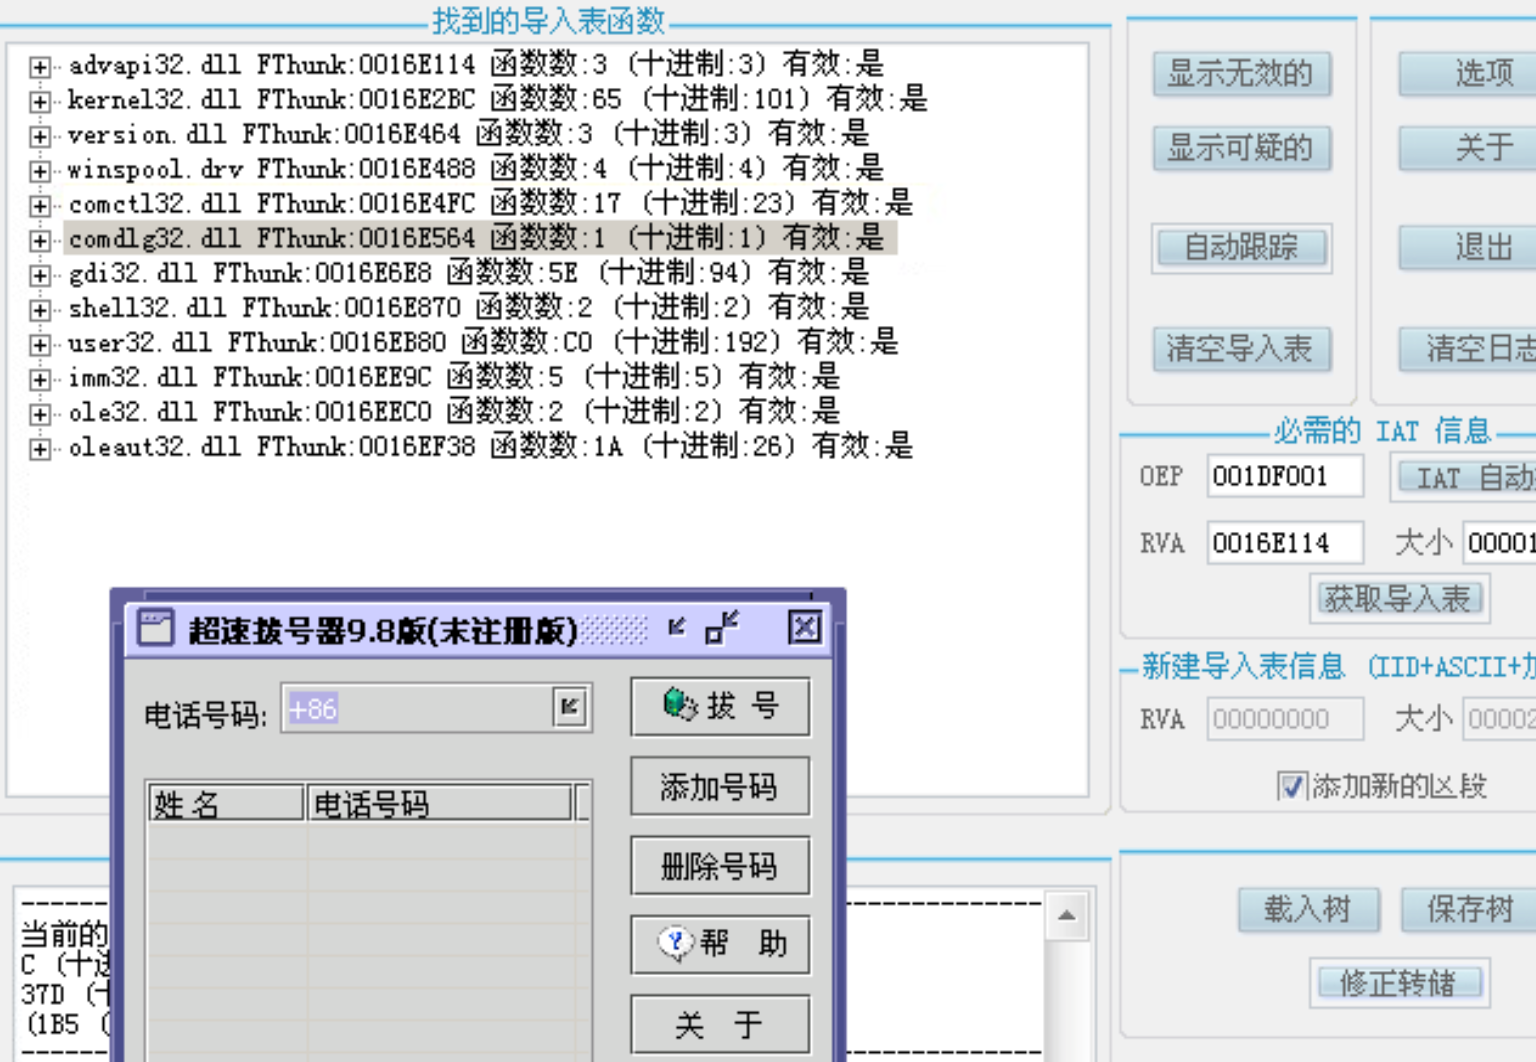 找到的导入表函数
advapi32.dll FThunk:0016E114 函数数:3 (十进制:3) 有效:是
kernel32.dll FThunk:0016E2BC 函数数:65 (十进制:101) 有效:是
version.dll FThunk:0016E464 函数数:3 (十进制:3) 有效:是
winspool.drv FThunk:0016E488 函数数:4 (十进制:4) 有效:是
comctl32.dll FThunk:0016E4FC 函数数:17 (十进制:23) 有效:是
comdlg32.dll FThunk:0016E564 函数数:1 (十进制:1) 有效:是
gdi32.dll FThunk:0016E6E8 函数数:5E (十进制:94) 有效:是
shell32.dll FThunk:0016E870 函数数:2 (十进制:2) 有效:是
user32.dll FThunk:0016EB80 函数数:C0 (十进制:192) 有效:是
imm32.dll FThunk:0016EE9C 函数数:5 (十进制:5) 有效:是
ole32.dll FThunk:0016EEC0 函数数:2 (十进制:2) 有效:是
oleaut32.dll FThunk:0016EF38 函数数:1A (十进制:26) 有效:是
显示无效的 选项
显示可疑的 关于
自动跟踪 退出
清空导入表 清空日志
必需的 IAT 信息
OEP 001DF001 IAT 自动
RVA 0016E114 大小 00001
获取导入表
新建导入表信息 (IID+ASCII+加
RVA 00000000 大小 00002
添加新的区段
载入树 保存树
修正转储
超速拨号器9.8版(未注册版)
电话号码: +86
拔 号
添加号码
姓 名 电话号码
删除号码
帮 助
关 于
当前的
C (十进
37D (十
(1B5 (